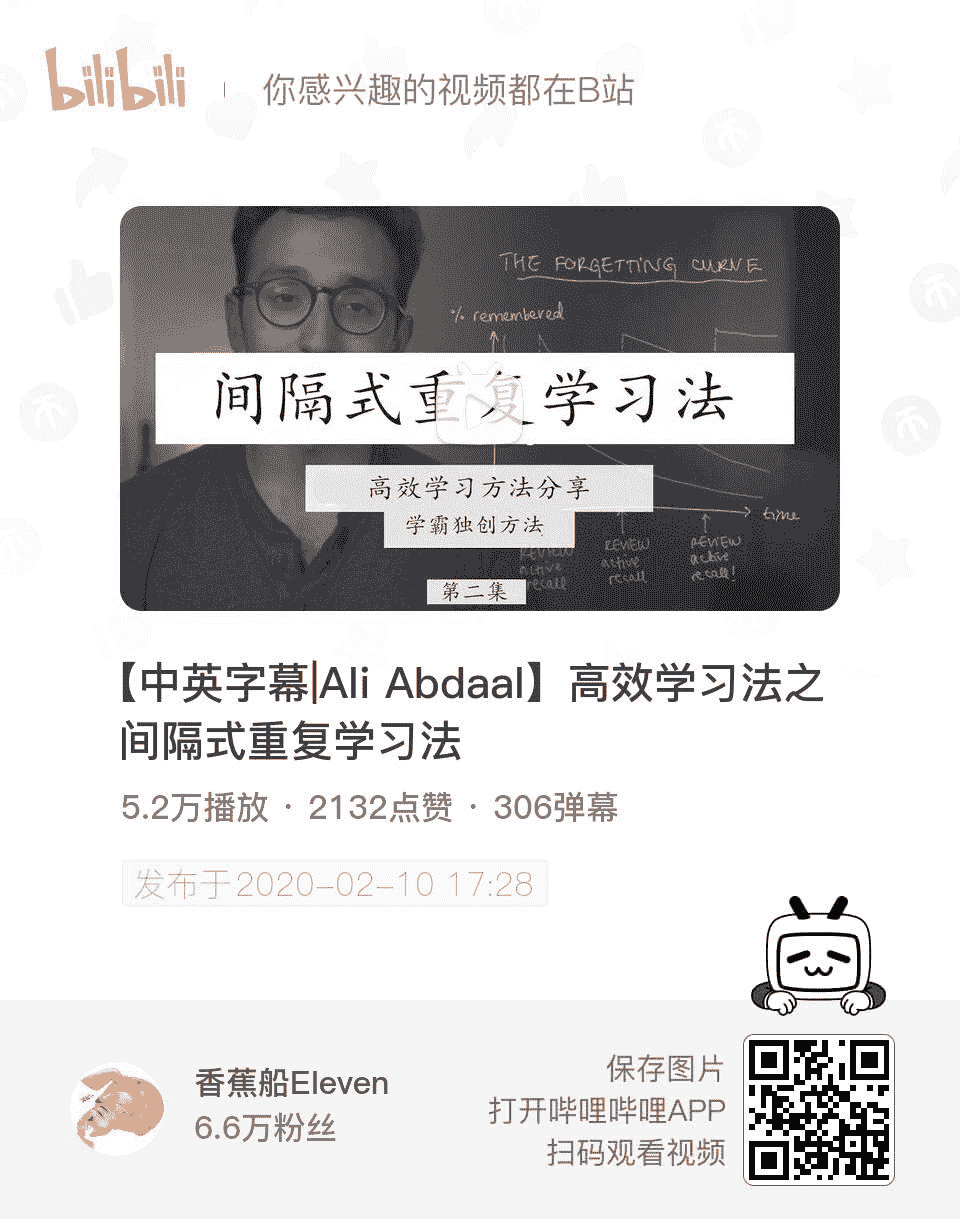 bilibili
你感兴趣的视频都在B站
THE FORGETTING CURVE
% remembered
间隔式重复学习法
高效学习方法分享
学霸独创方法
time
REVIEW
active
recall
REVIEW
active
recall
REVIEW
active
recall!
第二集
【中英字幕|Ali Abdaal】高效学习法之
间隔式重复学习法
5.2万播放 · 2132点赞 · 306弹幕
发布于2020-02-10 17:28
香蕉船Eleven
6.6万粉丝
保存图片
打开哔哩哔哩APP
扫码观看视频